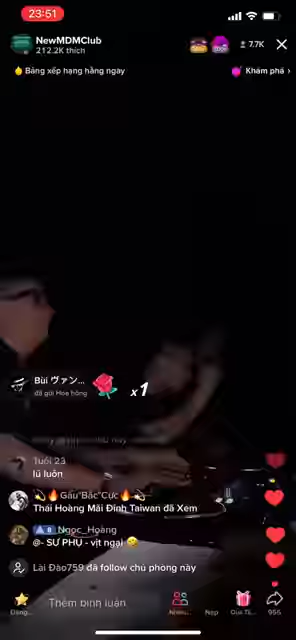 23:51
NewMDMClub
212.2K thích
7.7K
Bảng xếp hạng hằng ngày
Khám phá
Bùi ヴァン...
đã gửi Hoa hồng
x1
Tuổi 23
lú luôn
Gấu"Bắc"Cực
Thái Hoàng Mãi Đỉnh Taiwan đã Xem
Ngọc_Hoàng
@- SƯ PHỤ - vịt ngại
Lài Đào759 đã follow chủ phòng này
Đăng...
Thêm bình luận
Nạp
956